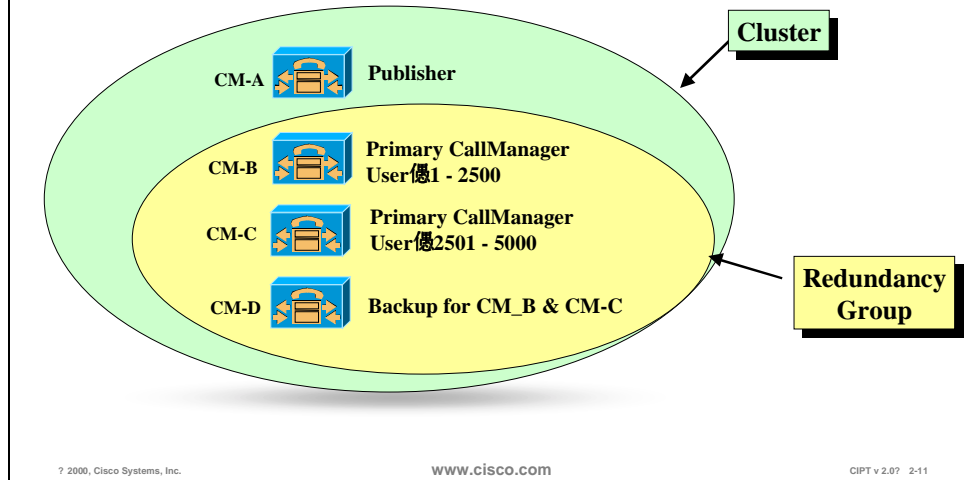 Cluster
CM-A
Publisher
CM-B
Primary CallManager
User偬1 - 2500
CM-C
Primary CallManager
User偬2501 - 5000
CM-D
Backup for CM_B & CM-C
Redundancy
Group
? 2000, Cisco Systems, Inc.
www.cisco.com
CIPT v 2.0? 2-11